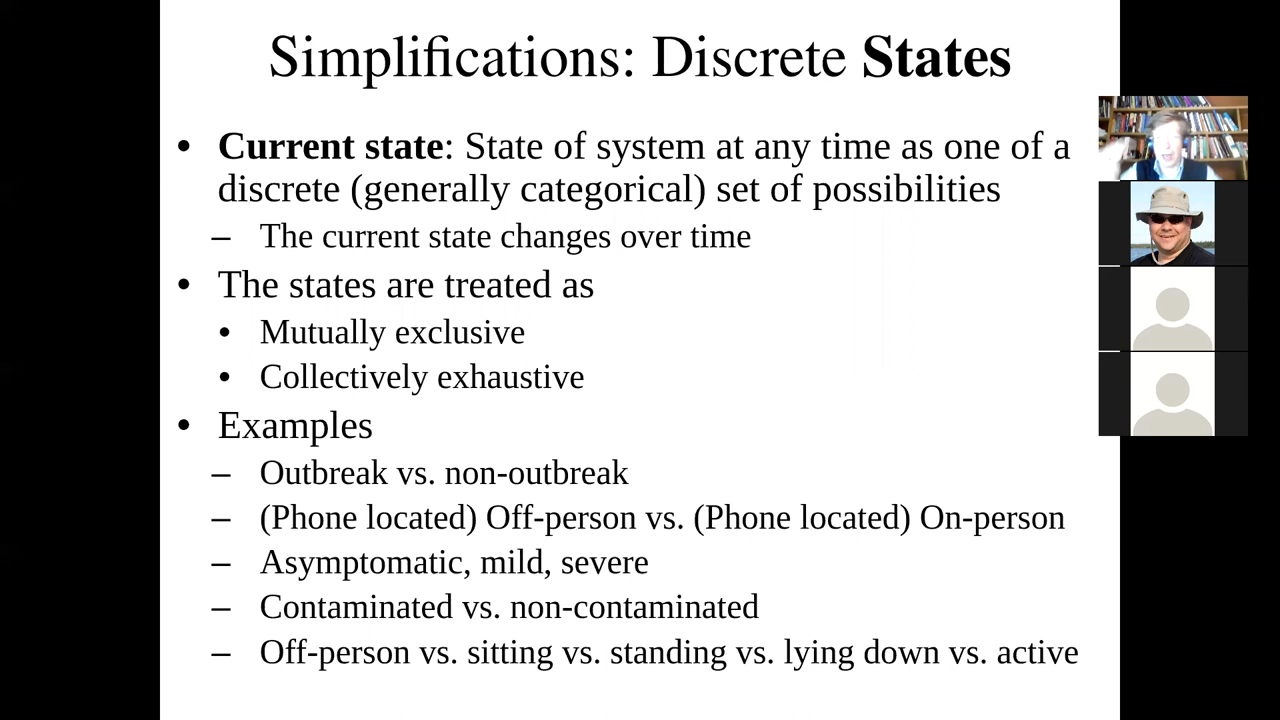 Simplifications: Discrete States
• Current state: State of system at any time as one of a
discrete (generally categorical) set of possibilities
– The current state changes over time
• The states are treated as
• Mutually exclusive
• Collectively exhaustive
• Examples
– Outbreak vs. non-outbreak
– (Phone located) Off-person vs. (Phone located) On-person
– Asymptomatic, mild, severe
– Contaminated vs. non-contaminated
– Off-person vs. sitting vs. standing vs. lying down vs. active